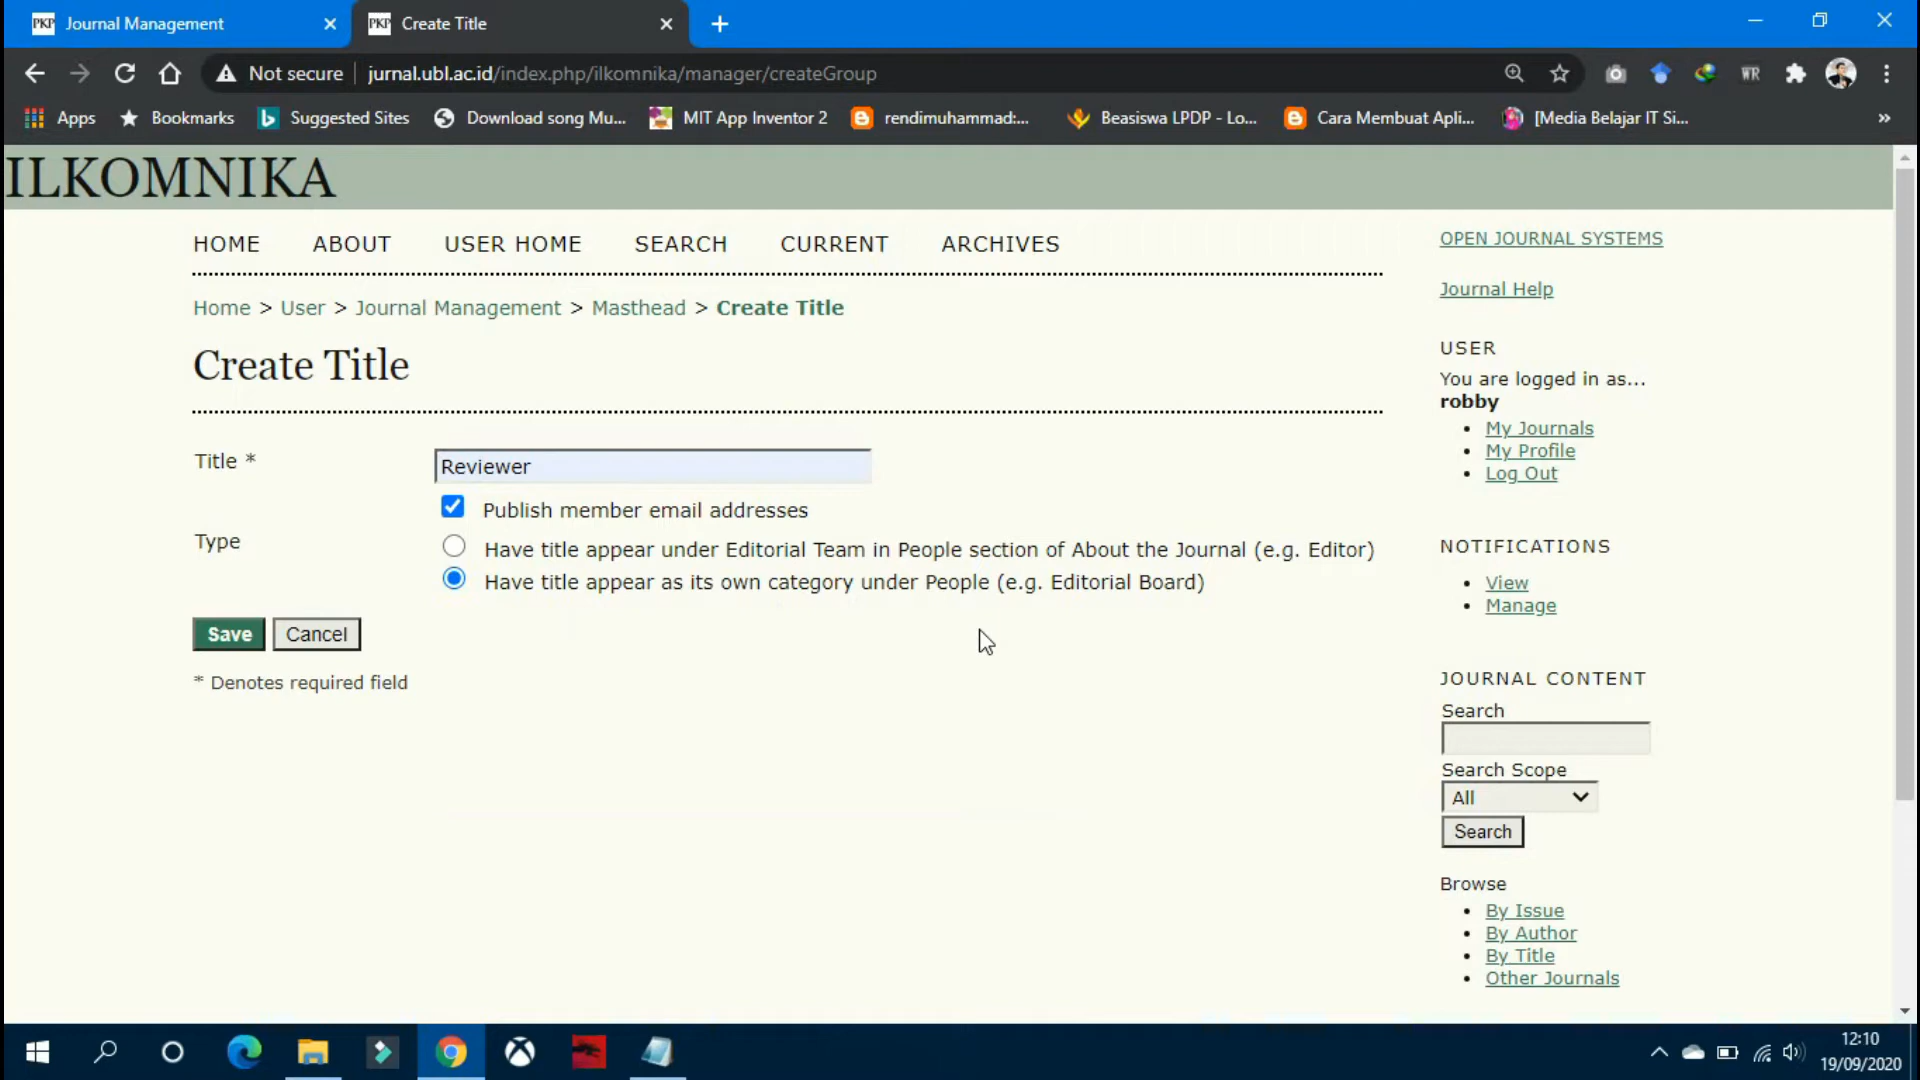 Journal Management
Create Title
Not secure
jurnal.ubl.ac.id/index.php/ilkomnika/manager/createGroup
WR
Apps
Bookmarks
Suggested Sites
Download song Mu...
MIT App Inventor 2
rendimuhammad:...
Beasiswa LPDP - Lo...
Cara Membuat Apli...
[Media Belajar IT Si...
»
ILKOMNIKA
HOME ABOUT USER HOME SEARCH CURRENT ARCHIVES
Home > User > Journal Management > Masthead > Create Title
Create Title
Title *
Reviewer
Publish member email addresses
Type
Have title appear under Editorial Team in People section of About the Journal (e.g. Editor)
Have title appear as its own category under People (e.g. Editorial Board)
Save Cancel
* Denotes required field
OPEN JOURNAL SYSTEMS
Journal Help
USER
You are logged in as...
robby
My Journals
My Profile
Log Out
NOTIFICATIONS
View
Manage
JOURNAL CONTENT
Search
Search Scope
All
Search
Browse
By Issue
By Author
By Title
Other Journals
12:10
19/09/2020